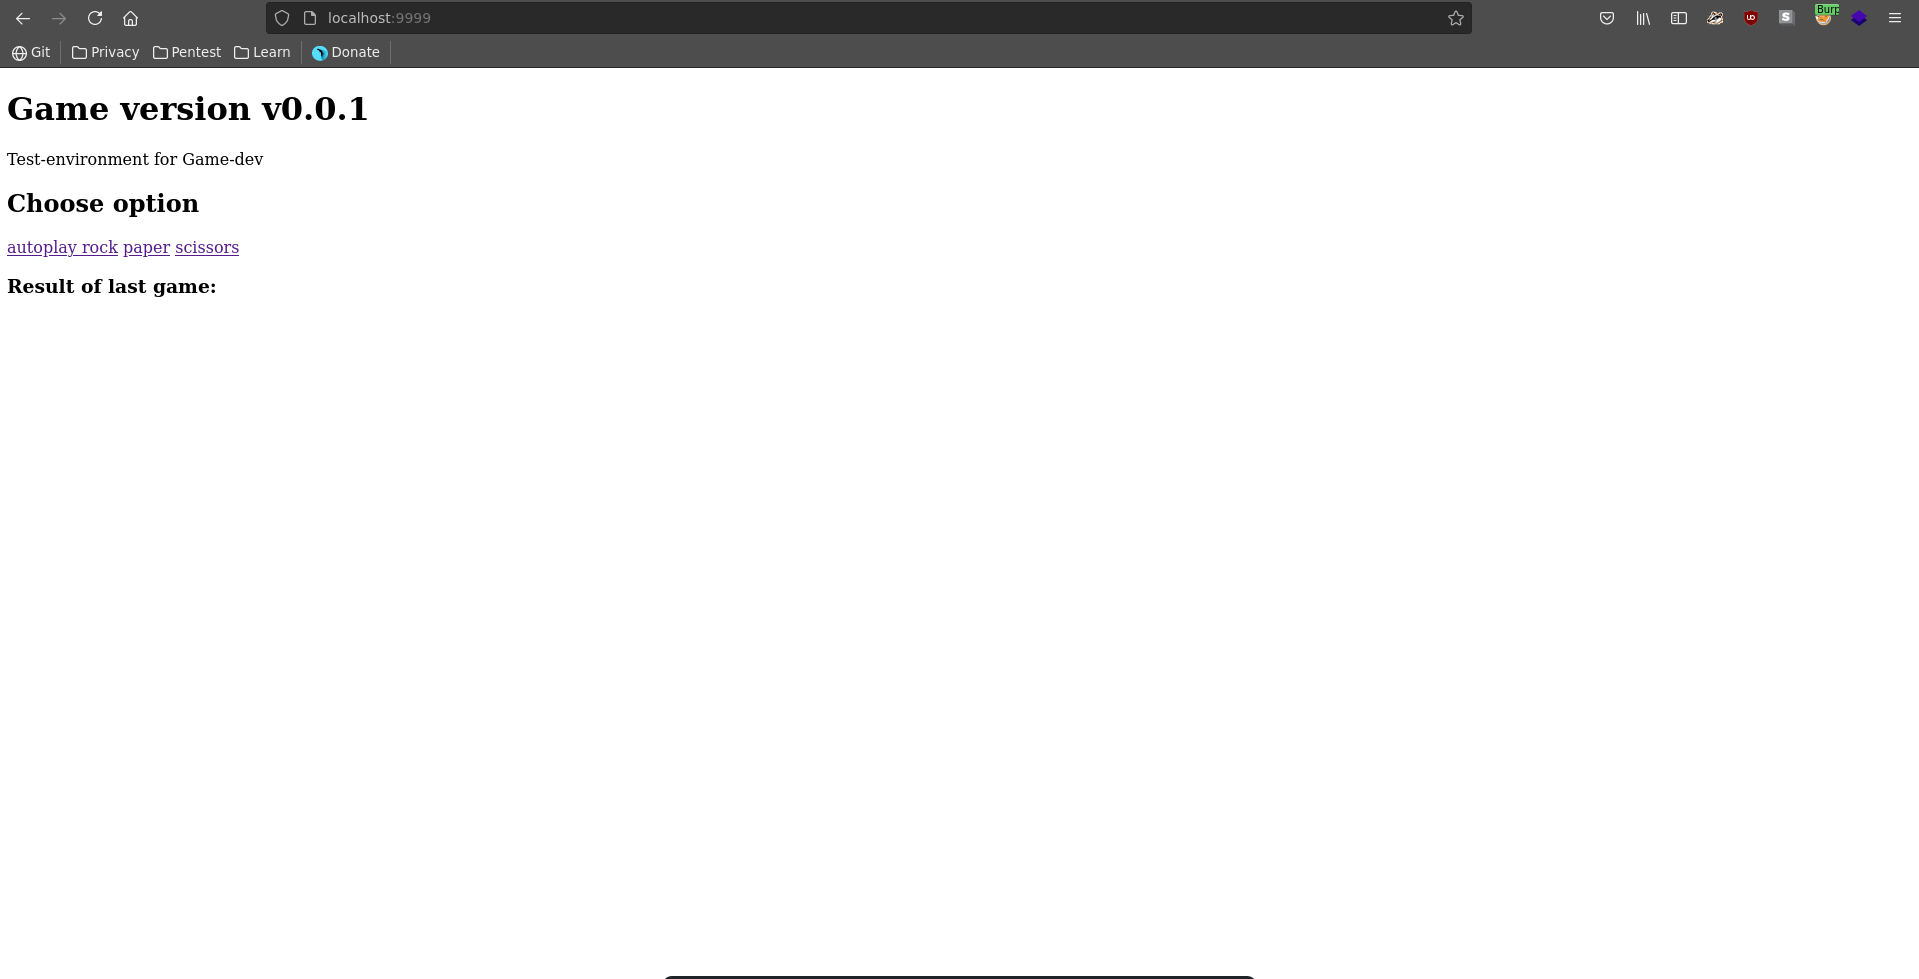 localhost:9999
Burp
Git Privacy Pentest Learn Donate
Game version v0.0.1
Test-environment for Game-dev
Choose option
autoplay rock paper scissors
Result of last game: